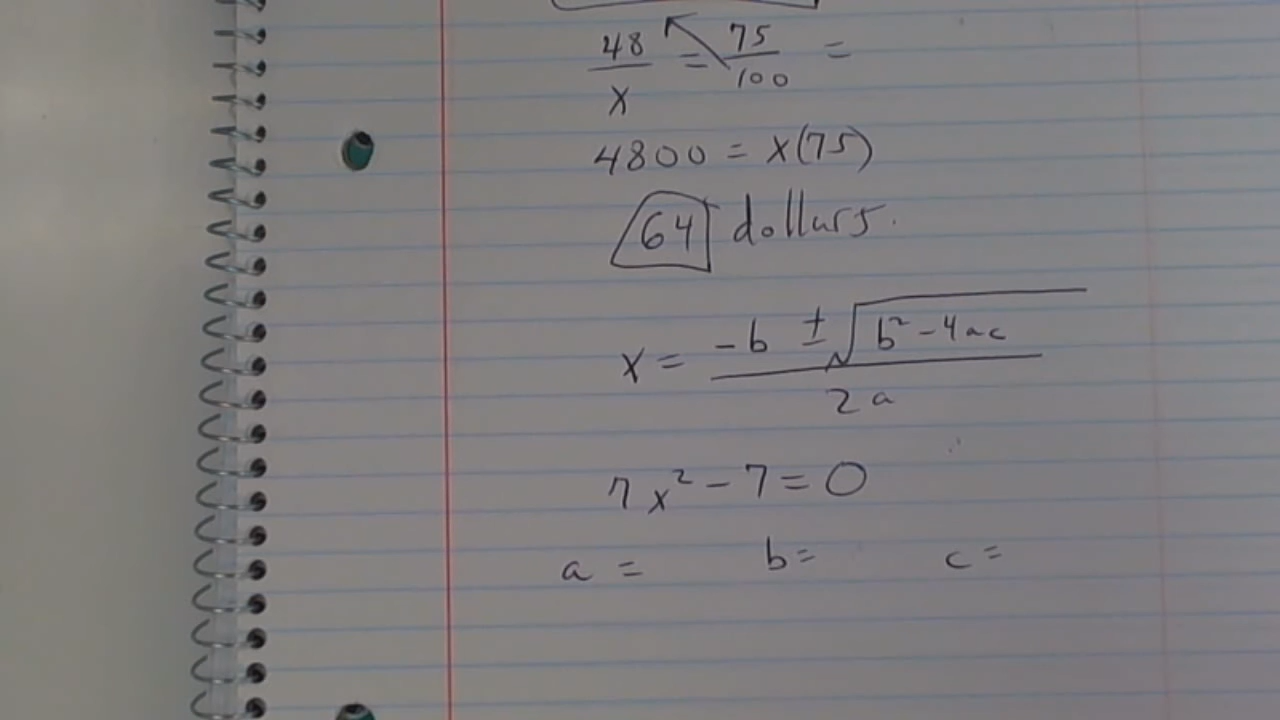 48/x = 75/100 =
4800 = x(75)
64 dollars.
x = (-b ± √(b² - 4ac))/(2a)
7x² - 7 = 0
a = b = c =